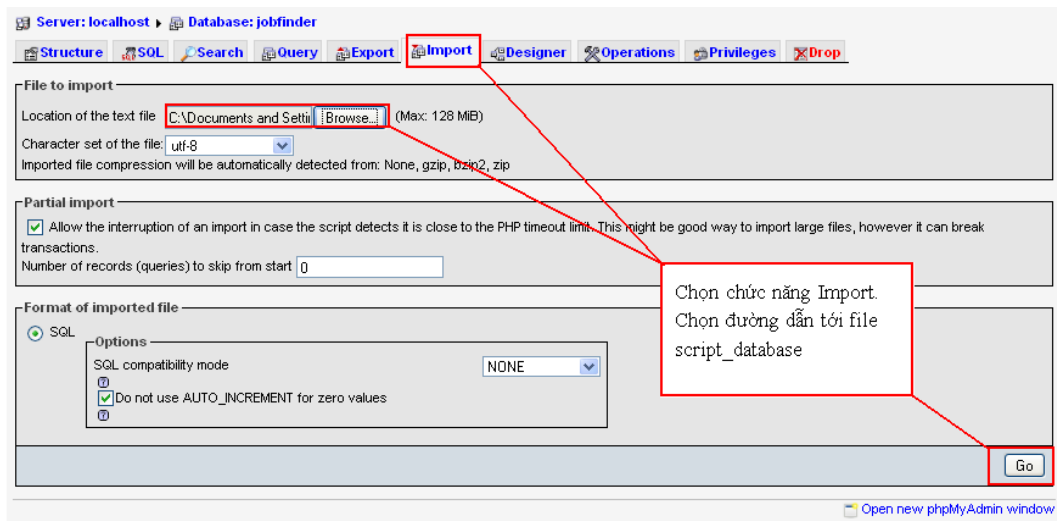 Server: localhost ▸ Database: jobfinder
Structure SQL Search Query Export Import Designer Operations Privileges Drop
File to import
Location of the text file C:\Documents and Settii Browse... (Max: 128 MiB)
Character set of the file: utf-8
Imported file compression will be automatically detected from: None, gzip, bzip2, zip
Partial import
Allow the interruption of an import in case the script detects it is close to the PHP timeout limit. This might be good way to import large files, however it can break
transactions.
Number of records (queries) to skip from start 0
Chọn chức năng Import.
Chọn đường dẫn tới file
script_database
Format of imported file
SQL
Options
SQL compatibility mode NONE
Do not use AUTO_INCREMENT for zero values
Go
Open new phpMyAdmin window